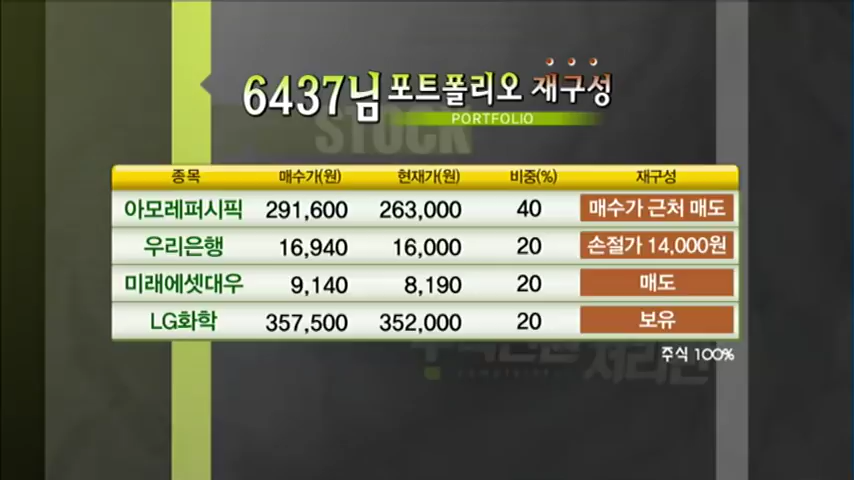 6437님 포트폴리오 재구성
PORTFOLIO
STOCK
종목 매수가(원) 현재가(원) 비중(%) 재구성
아모레퍼시픽 291,600 263,000 40 매수가 근처 매도
우리은행 16,940 16,000 20 손절가 14,000원
미래에셋대우 9,140 8,190 20 매도
LG화학 357,500 352,000 20 보유
주식 100%